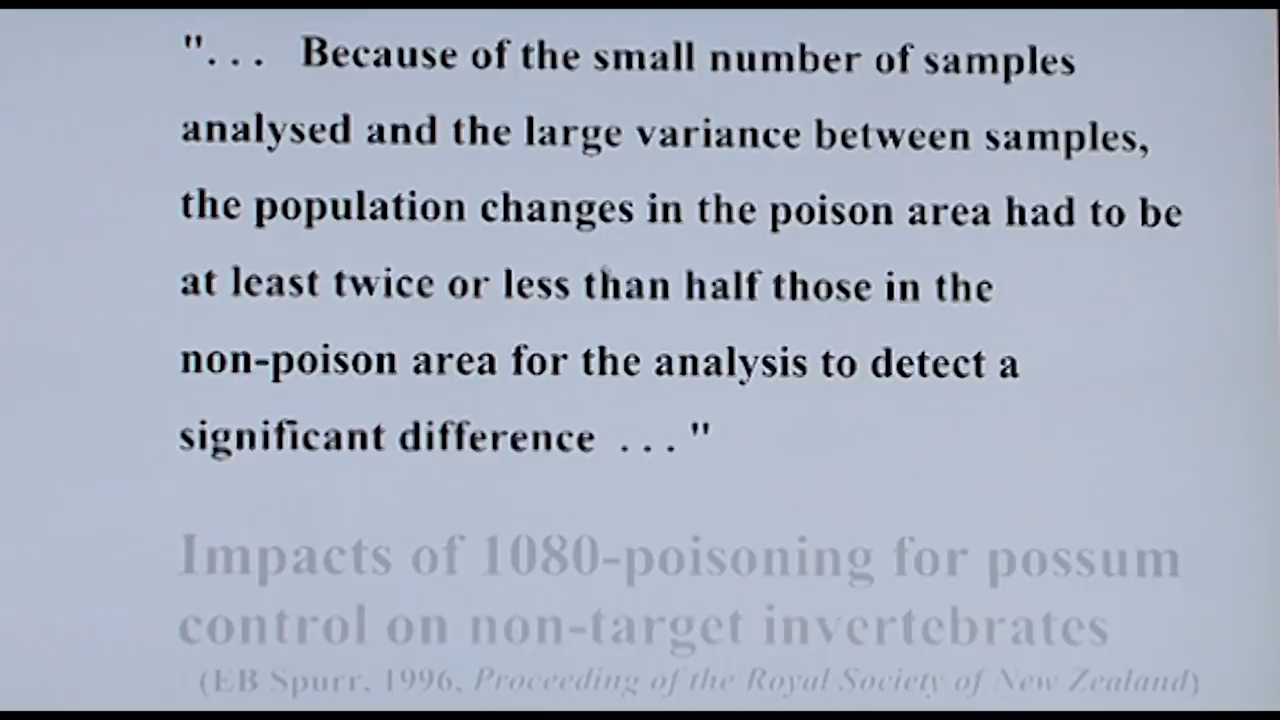 ". . . Because of the small number of samples
analysed and the large variance between samples,
the population changes in the poison area had to be
at least twice or less than half those in the
non-poison area for the analysis to detect a
significant difference . . ."
Impacts of 1080-poisoning for possum
control on non-target invertebrates
(EB Spurr, 1996, Proceeding of the Royal Society of New Zealand)